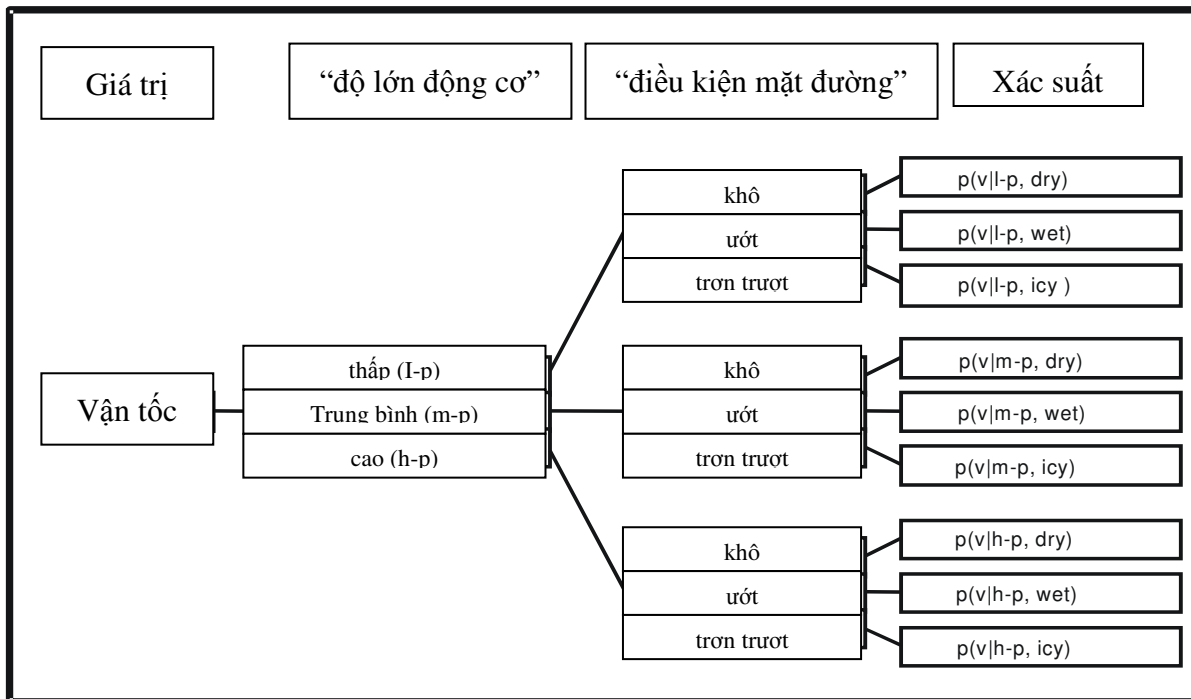 Giá trị
“độ lớn động cơ”
“điều kiện mặt đường”
Xác suất
Vận tốc
thấp (I-p)
Trung bình (m-p)
cao (h-p)
khô
ướt
trơn trượt
p(v|l-p, dry)
p(v|l-p, wet)
p(v|l-p, icy )
khô
ướt
trơn trượt
p(v|m-p, dry)
p(v|m-p, wet)
p(v|m-p, icy)
khô
ướt
trơn trượt
p(v|h-p, dry)
p(v|h-p, wet)
p(v|h-p, icy)